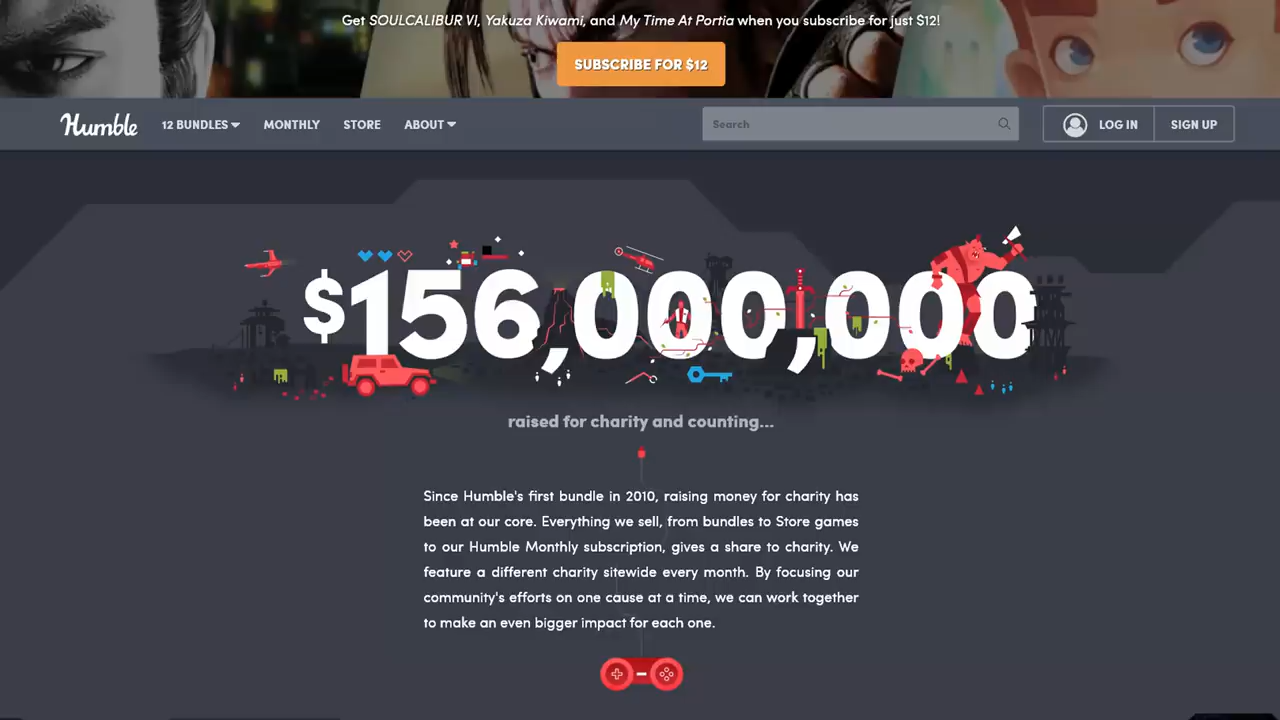 Get SOULCALIBUR VI, Yakuza Kiwami, and My Time At Portia when you subscribe for just $12!
SUBSCRIBE FOR $12
Humble 12 BUNDLES MONTHLY STORE ABOUT Search LOG IN SIGN UP
$156,000,000
raised for charity and counting...
Since Humble's first bundle in 2010, raising money for charity has
been at our core. Everything we sell, from bundles to Store games
to our Humble Monthly subscription, gives a share to charity. We
feature a different charity sitewide every month. By focusing our
community's efforts on one cause at a time, we can work together
to make an even bigger impact for each one.